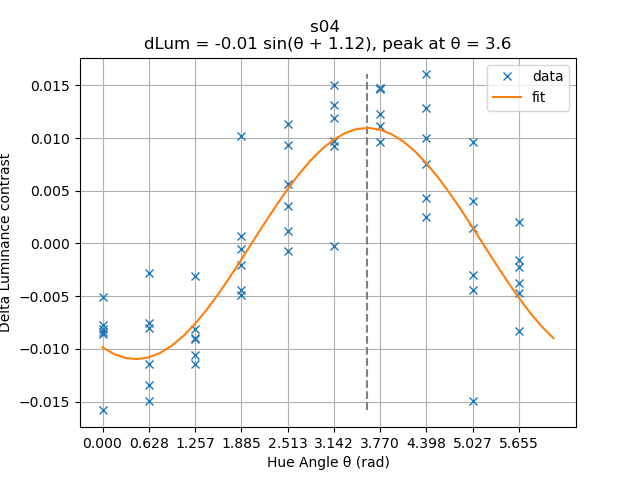 s04
dLum = -0.01 sin(θ + 1.12), peak at θ = 3.6
data
fit
0.015
0.010
0.005
0.000
−0.005
−0.010
−0.015
Delta Luminance contrast
0.000 0.628 1.257 1.885 2.513 3.142 3.770 4.398 5.027 5.655
Hue Angle θ (rad)